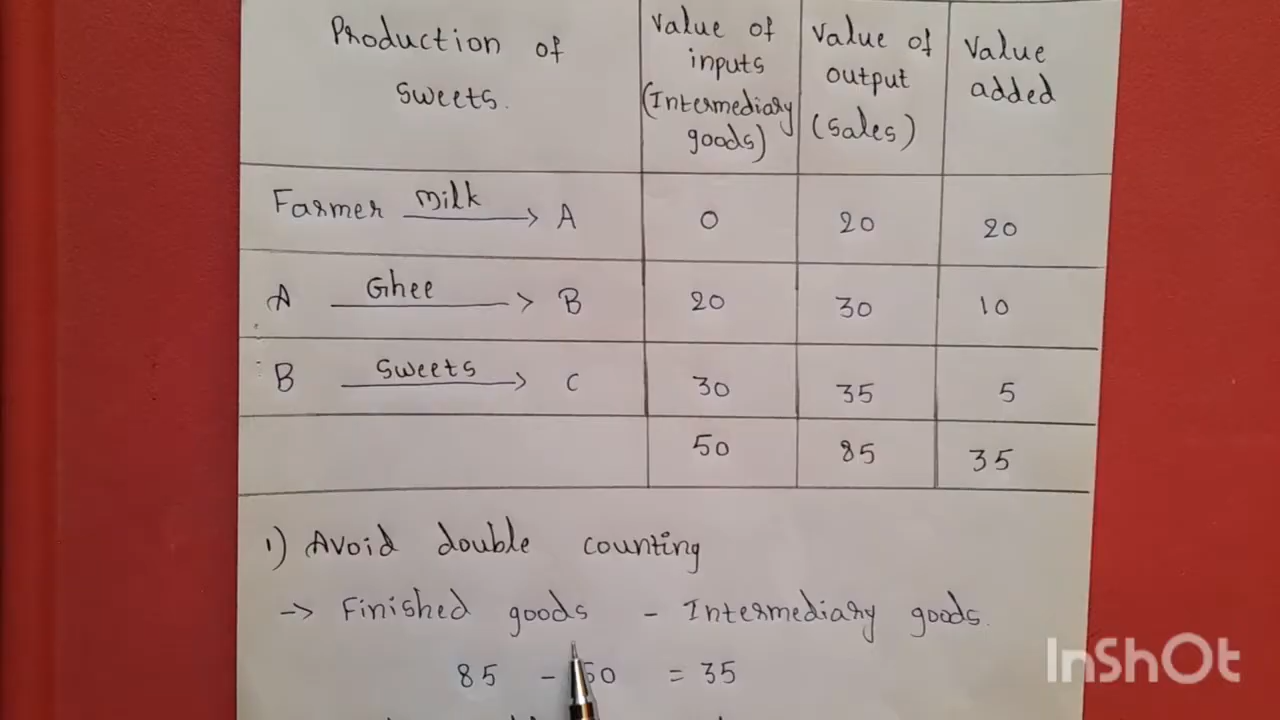 Production of sweets.
Value of inputs (Intermediary goods)
Value of output (sales)
Value added
Farmer milk → A 0 20 20
A Ghee → B 20 30 10
B sweets → C 30 35 5
50 85 35
1) Avoid double counting
→ Finished goods - Intermediary goods.
85 - 50 = 35
InShOt